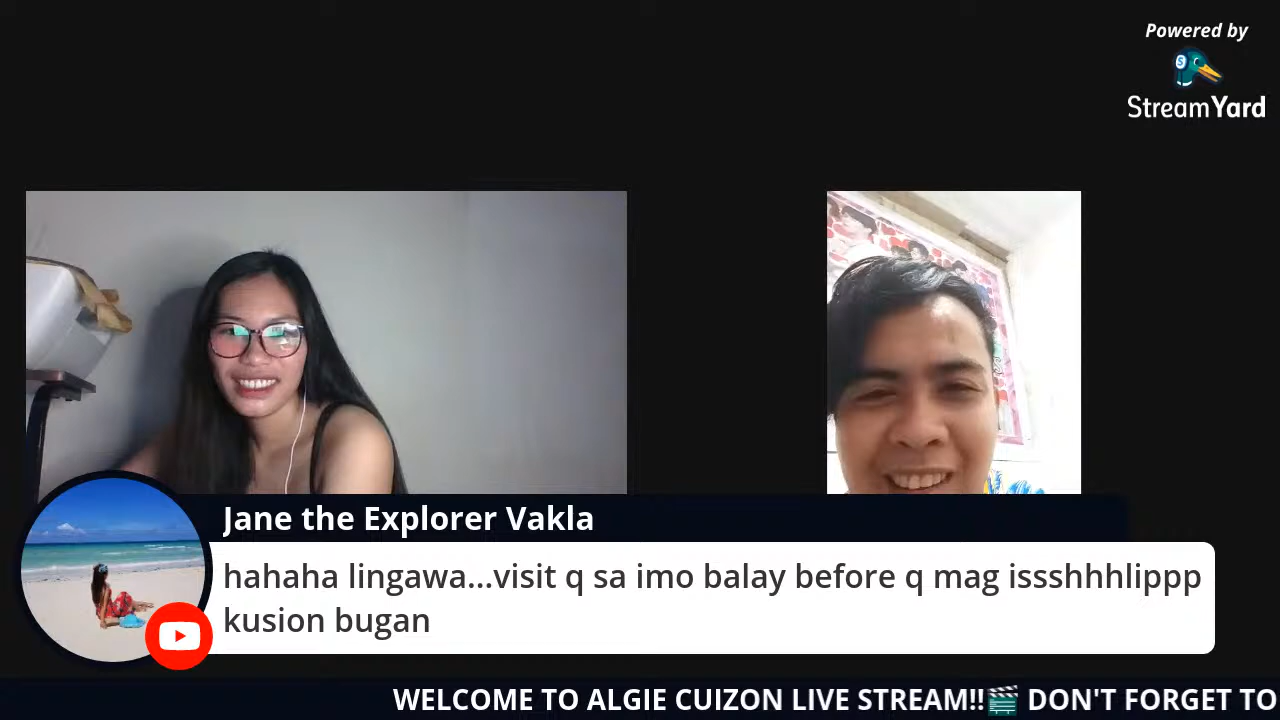 Powered by
StreamYard
Jane the Explorer Vakla
hahaha lingawa...visit q sa imo balay before q mag issshhhlippp
kusion bugan
WELCOME TO ALGIE CUIZON LIVE STREAM!!🎬 DON'T FORGET TO